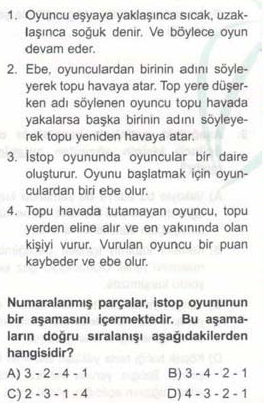 1. Oyuncu eşyaya yaklaşınca sıcak, uzak-
laşınca soğuk denir. Ve böylece oyun
devam eder.
2. Ebe, oyunculardan birinin adını söyle-
yerek topu havaya atar. Top yere düşer-
ken adı söylenen oyuncu topu havada
yakalarsa başka birinin adını söyleye-
rek topu yeniden havaya atar.
3. İstop oyununda oyuncular bir daire
oluşturur. Oyunu başlatmak için oyun-
culardan biri ebe olur.
4. Topu havada tutamayan oyuncu, topu
yerden eline alır ve en yakınında olan
kişiyi vurur. Vurulan oyuncu bir puan
kaybeder ve ebe olur.
Numaralanmış parçalar, istop oyununun
bir aşamasını içermektedir. Bu aşama-
ların doğru sıralanışı aşağıdakilerden
hangisidir?
A) 3 - 2 - 4 - 1 B) 3 - 4 - 2 - 1
C) 2 - 3 - 1 - 4 D) 4 - 3 - 2 - 1